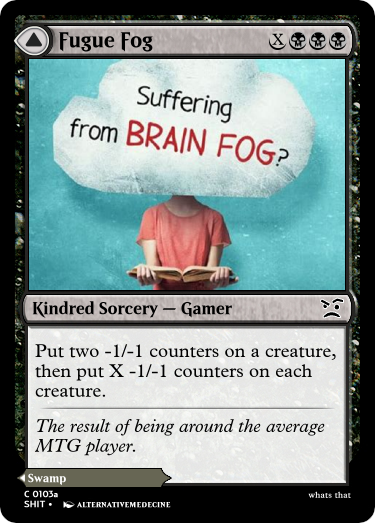 Fugue Fog X
Suffering
from BRAIN FOG?
Kindred Sorcery — Gamer
Put two -1/-1 counters on a creature,
then put X -1/-1 counters on each
creature.
The result of being around the average
MTG player.
Swamp
C 0103a
whats that
SHIT • ALTERNATIVEMEDECINE